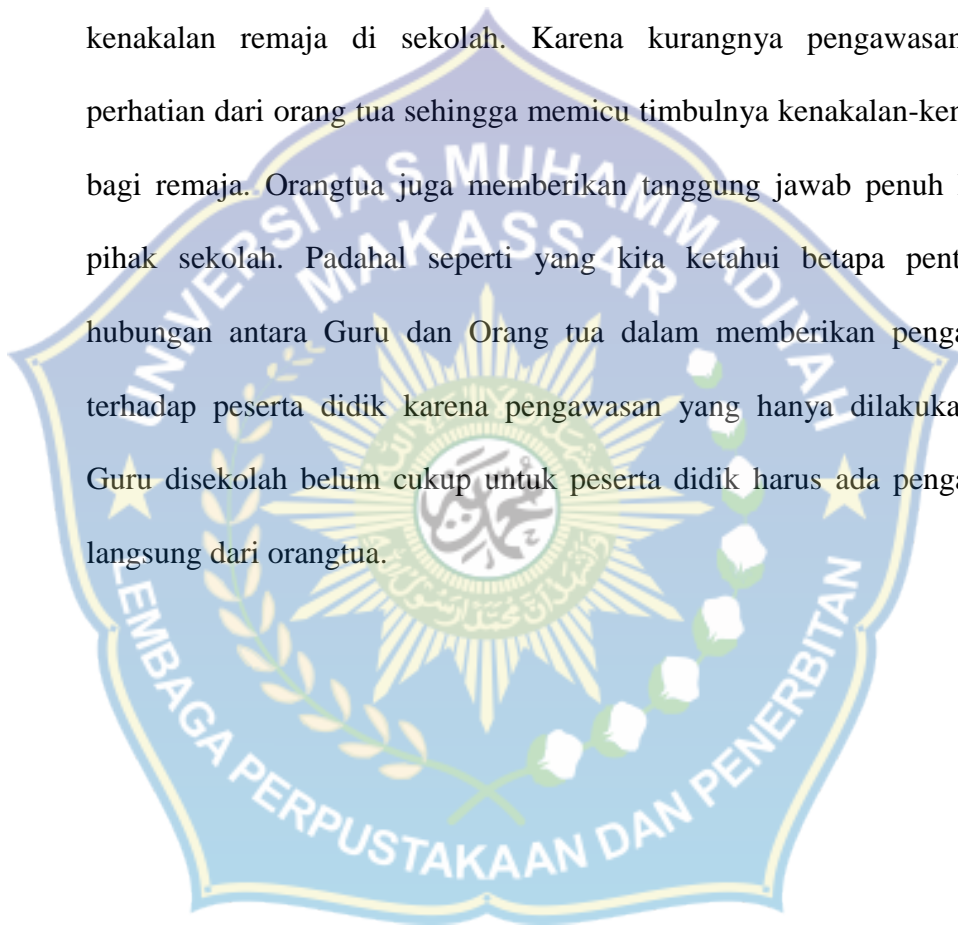 kenakalan remaja di sekolah. Karena kurangnya pengawasan
perhatian dari orang tua sehingga memicu timbulnya kenakalan-ken
bagi remaja. Orangtua juga memberikan tanggung jawab penuh
pihak sekolah. Padahal seperti yang kita ketahui betapa pent
hubungan antara Guru dan Orang tua dalam memberikan penga
terhadap peserta didik karena pengawasan yang hanya dilakuka
Guru disekolah belum cukup untuk peserta didik harus ada penga
langsung dari orangtua.
UNIVERSITAS MUHAMMADIYAH
MAKASSAR
LEMBAGA PERPUSTAKAAN DAN PENERBITAN